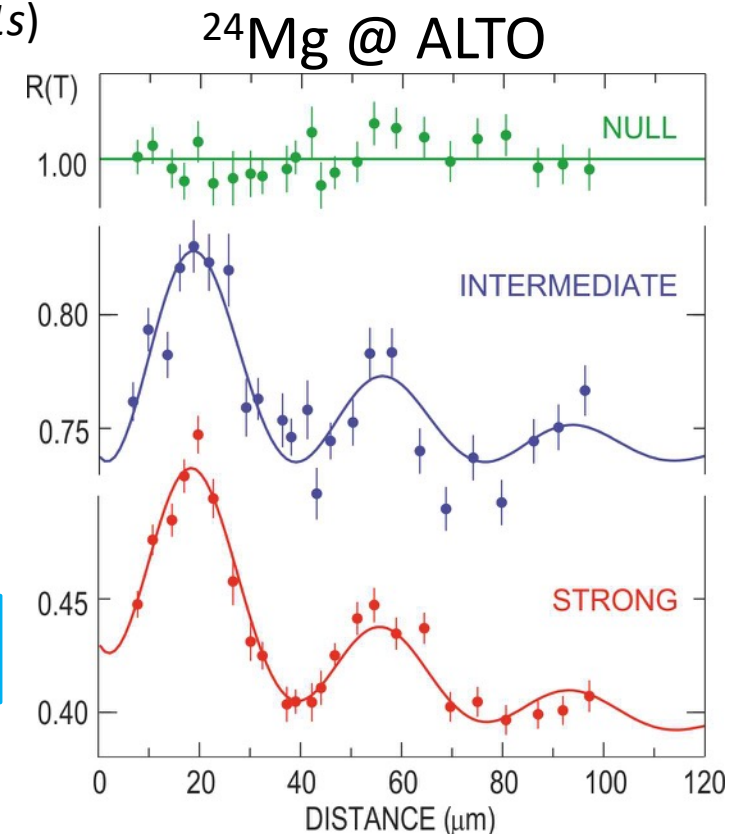 ls)
²⁴Mg @ ALTO
R(T)
NULL
1.00
INTERMEDIATE
0.80
0.75
STRONG
0.45
0.40
0 20 40 60 80 100 120
DISTANCE (μm)